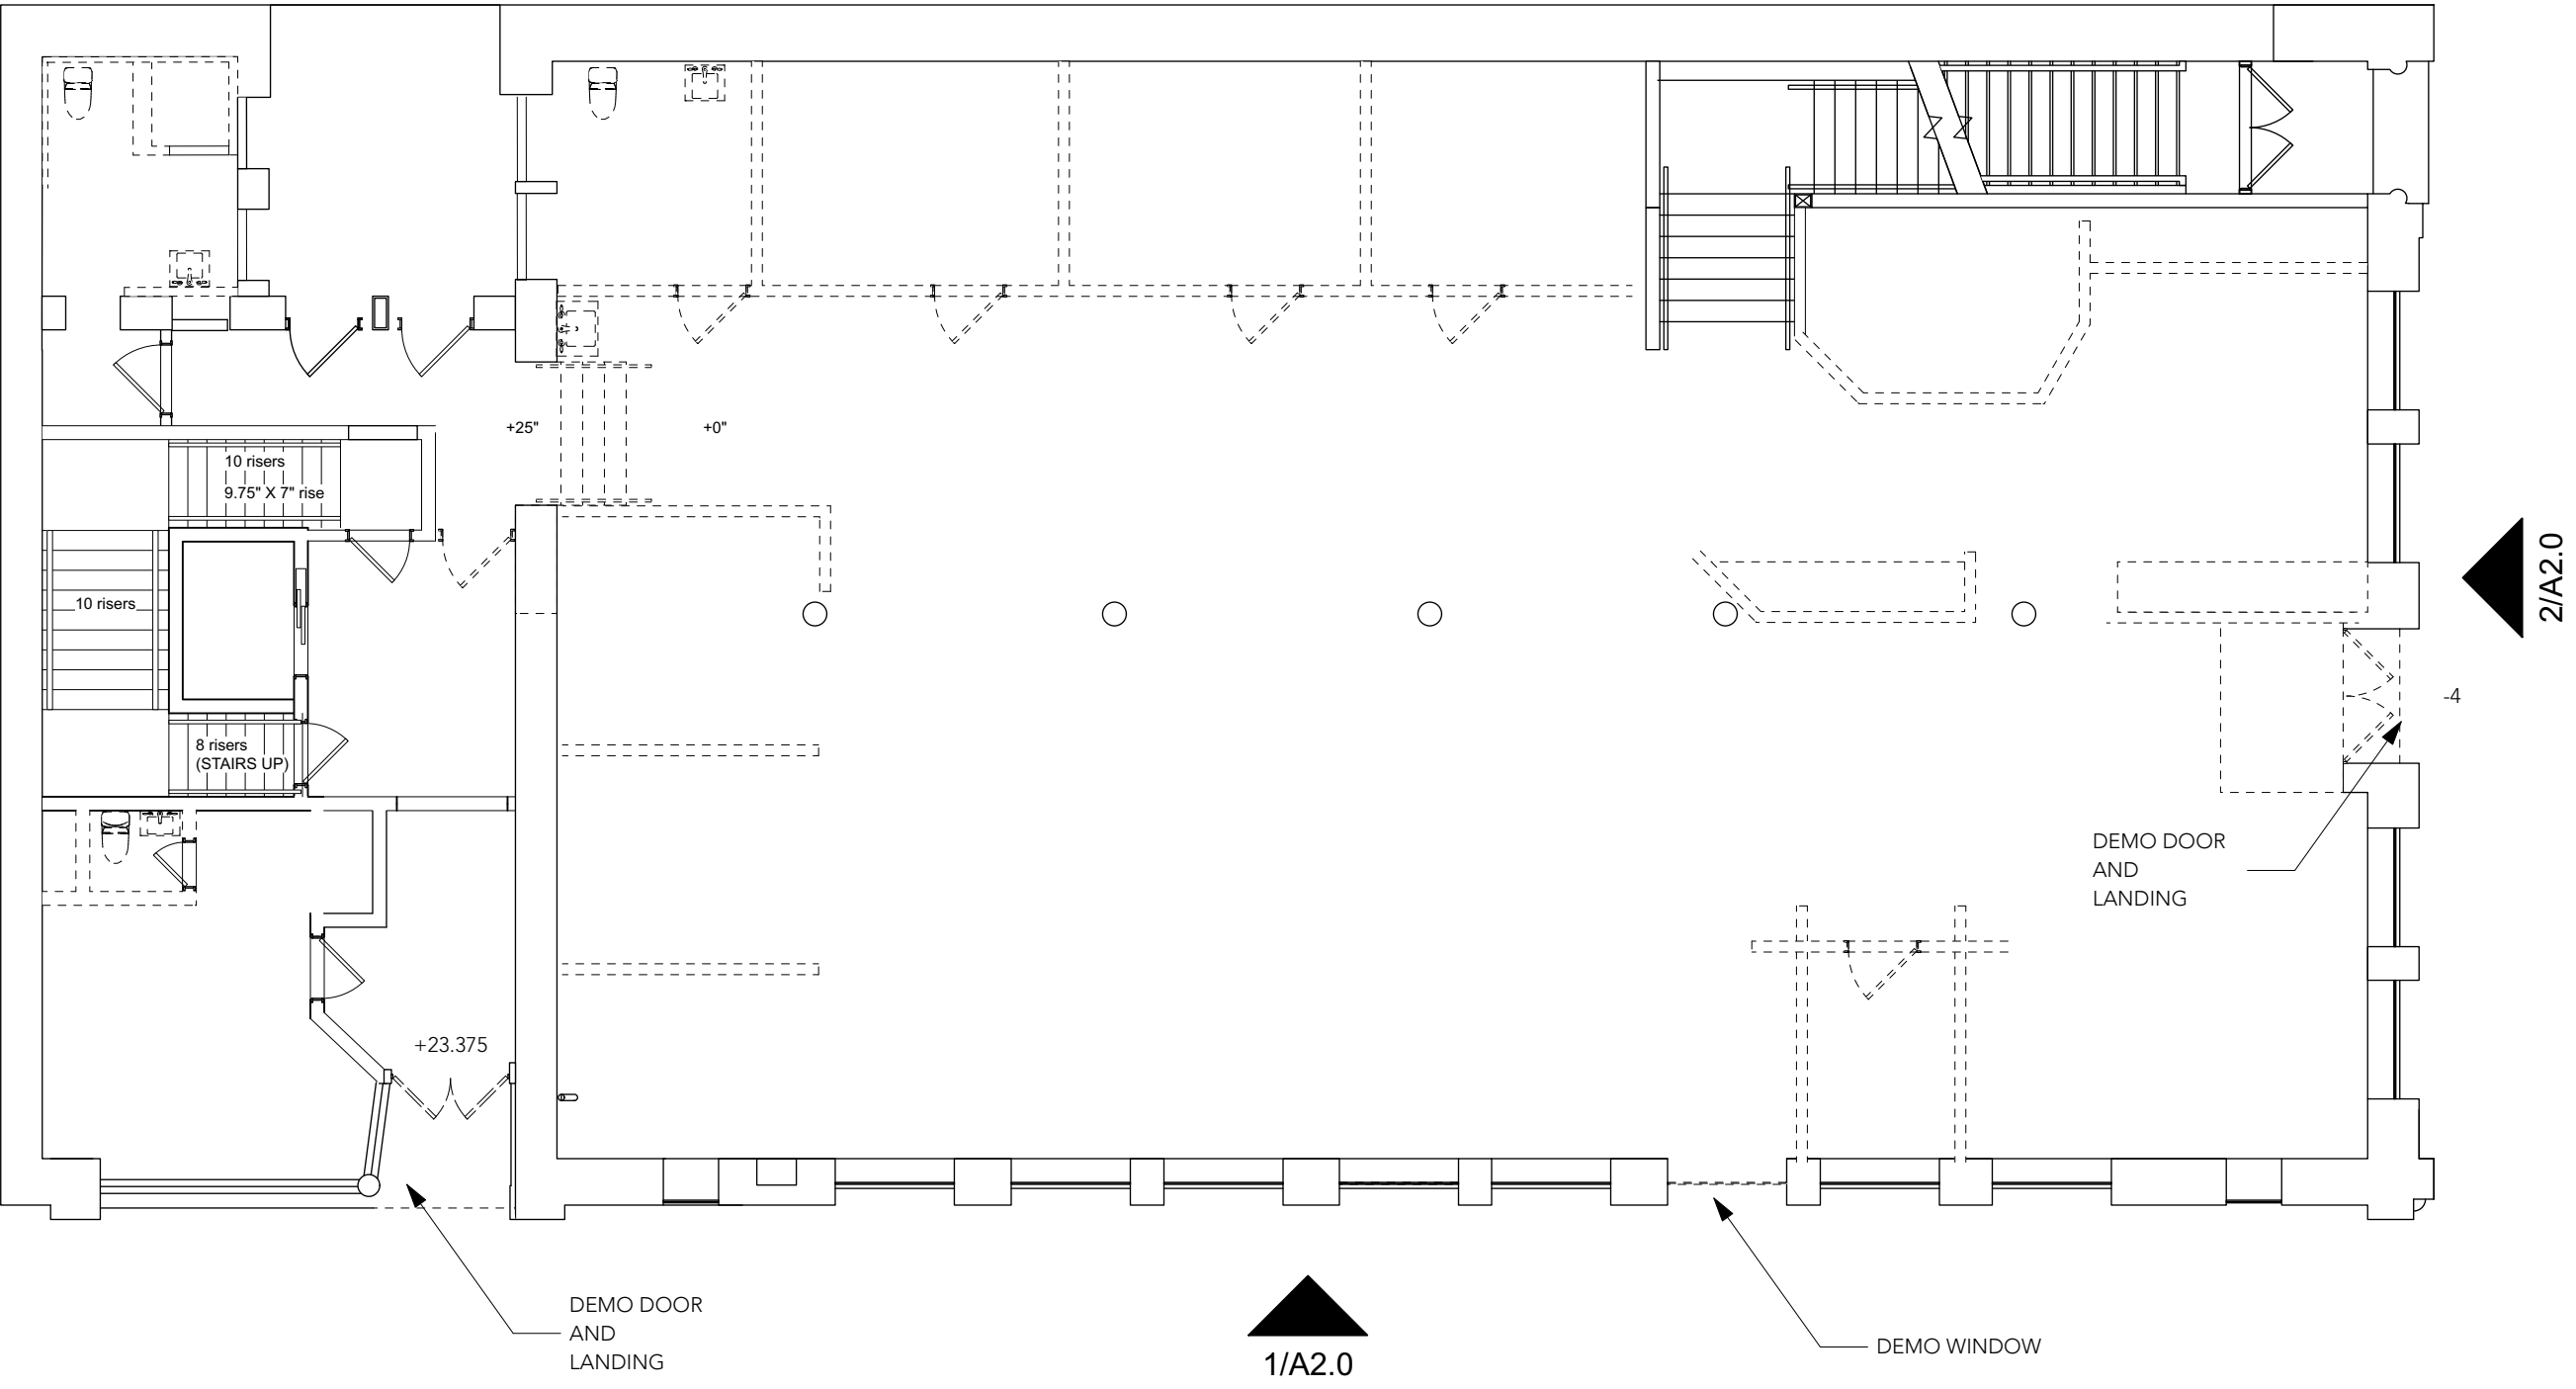 +25"
+0"
10 risers
9.75" X 7" rise
10 risers
8 risers
(STAIRS UP)
2/A2.0
-4
DEMO DOOR
AND
LANDING
+23.375
DEMO DOOR
AND
LANDING
1/A2.0
DEMO WINDOW